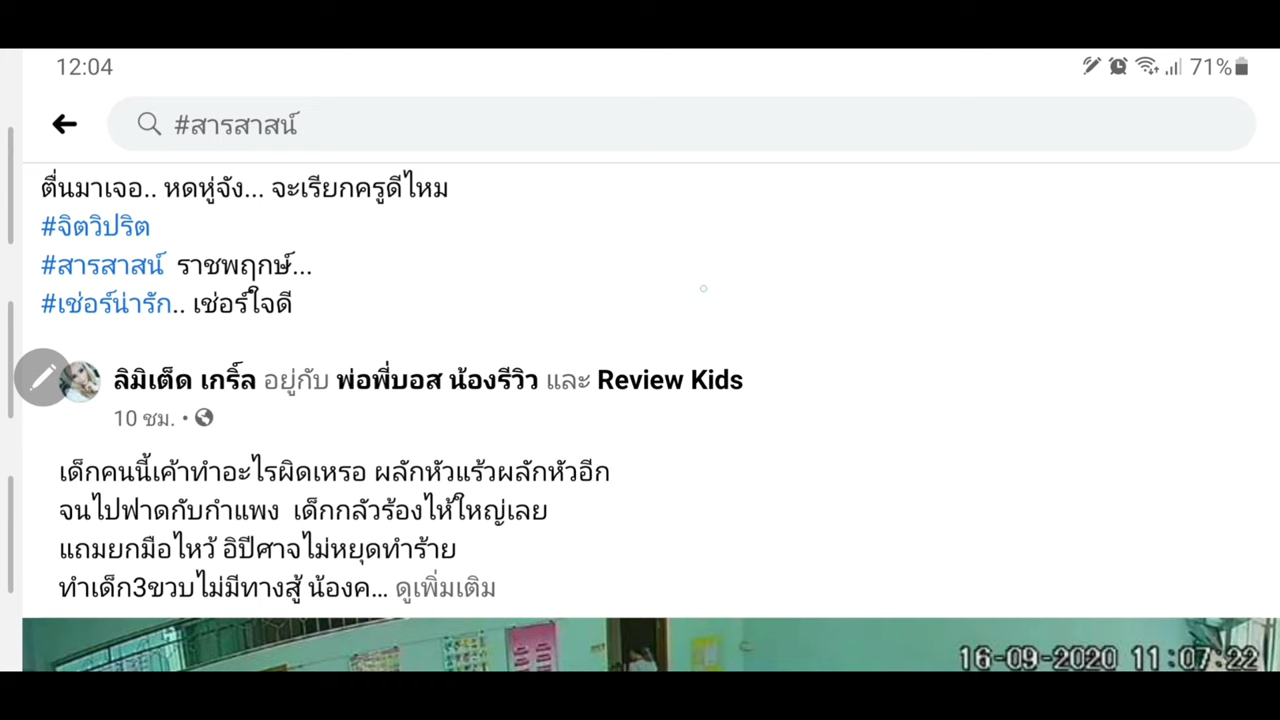 12:04
71%
#สารสาสน์
ตื่นมาเจอ.. หดหู่จัง... จะเรียกครูดีไหม
#จิตวิปริต
#สารสาสน์ ราชพฤกษ์...
#เช่อร์น่ารัก.. เช่อร์ใจดี
ลิมิเต็ด เกริ์ล อยู่กับ พ่อพี่บอส น้องรีวิว และ Review Kids
10 ชม. •
เด็กคนนี้เค้าทำอะไรผิดเหรอ ผลักหัวแร้วผลักหัวอีก
จนไปฟาดกับกำแพง เด็กกลัวร้องไห้ใหญ่เลย
แถมยกมือไหว้ อิปีศาจไม่หยุดทำร้าย
ทำเด็ก3ขวบไม่มีทางสู้ น้องค... ดูเพิ่มเติม
16-09-2020 11:07:22